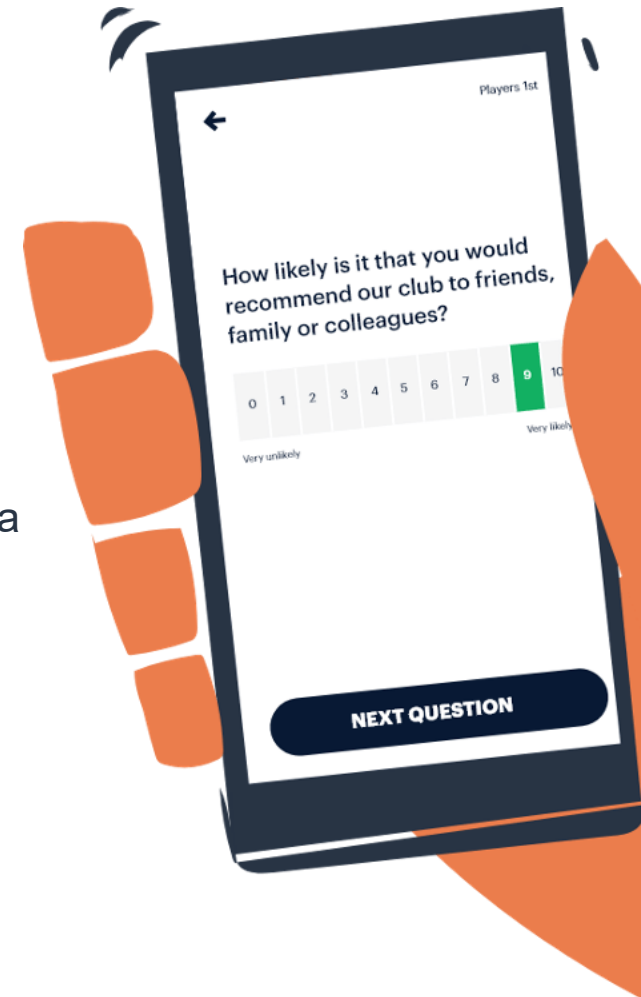 Players 1st
How likely is it that you would
recommend our club to friends,
family or colleagues?
0 1 2 3 4 5 6 7 8 9 10
Very unlikely Very likely
a
NEXT QUESTION